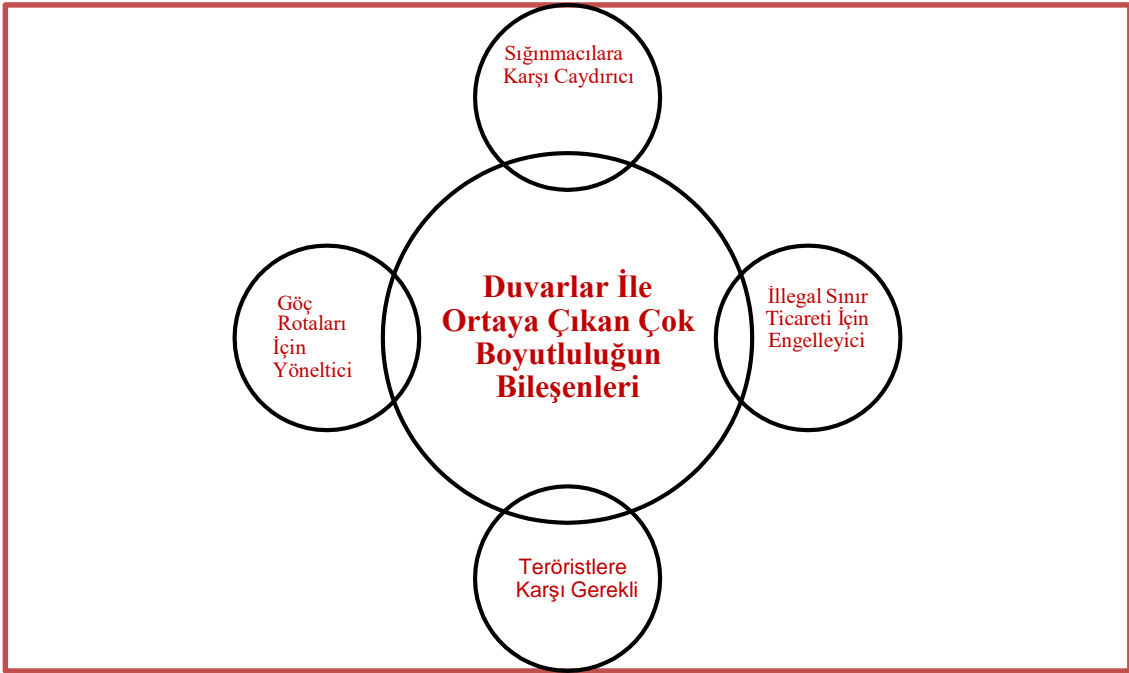 Sığınmacılara
Karşı Caydırıcı
Göç
Rotaları
İçin
Yöneltici
Duvarlar İle
Ortaya Çıkan Çok
Boyutluluğun
Bileşenleri
İllegal Sınır
Ticareti İçin
Engelleyici
Teröristlere
Karşı Gerekli